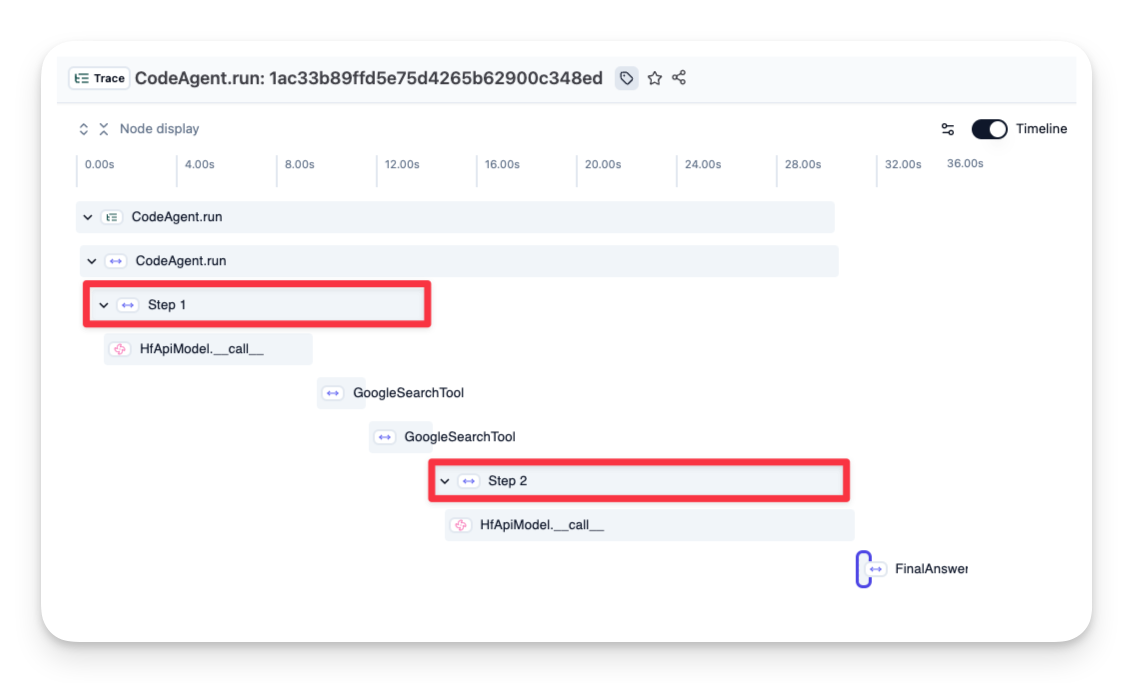 Trace CodeAgent.run: 1ac33b89ffd5e75d4265b62900c348ed
Node display
Timeline
0.00s 4.00s 8.00s 12.00s 16.00s 20.00s 24.00s 28.00s 32.00s 36.00s
CodeAgent.run
CodeAgent.run
Step 1
HfApiModel.__call__
GoogleSearchTool
GoogleSearchTool
Step 2
HfApiModel.__call__
FinalAnswer